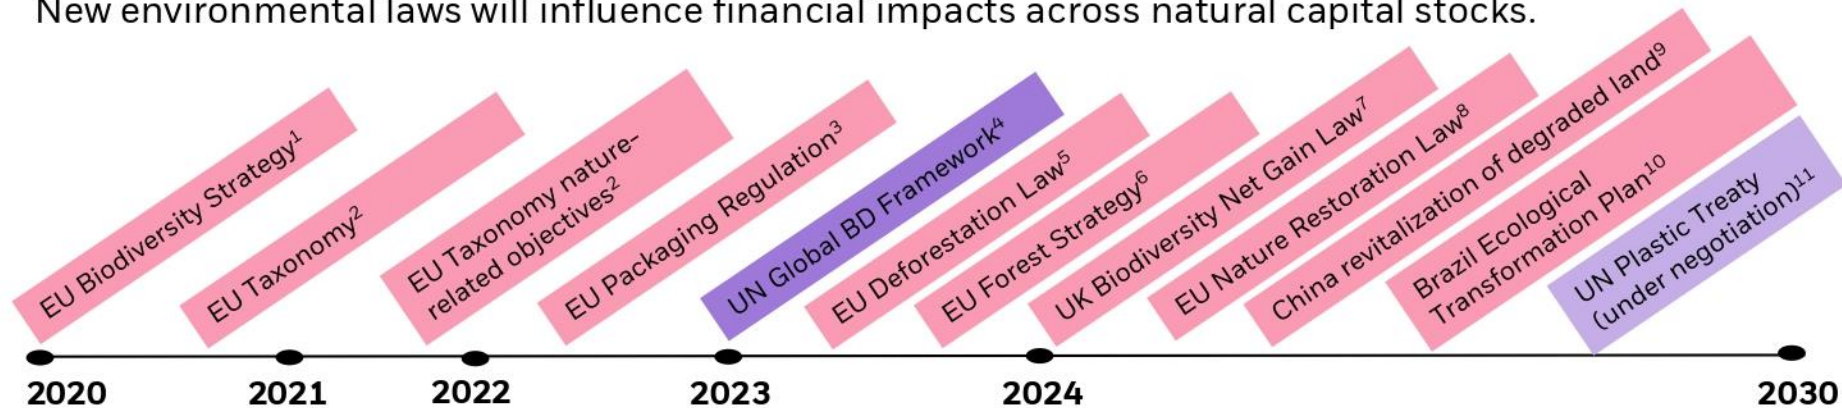 New environmental laws will influence financial impacts across natural capital stocks.
EU Biodiversity Strategy¹
EU Taxonomy²
EU Taxonomy nature-
related objectives²
EU Packaging Regulation³
UN Global BD Framework⁴
EU Deforestation Law⁵
EU Forest Strategy⁶
UK Biodiversity Net Gain Law⁷
EU Nature Restoration Law⁸
China revitalization of degraded land⁹
Brazil Ecological
Transformation Plan¹⁰
UN Plastic Treaty
(under negotiation)¹¹
2020
2021
2022
2023
2024
2030